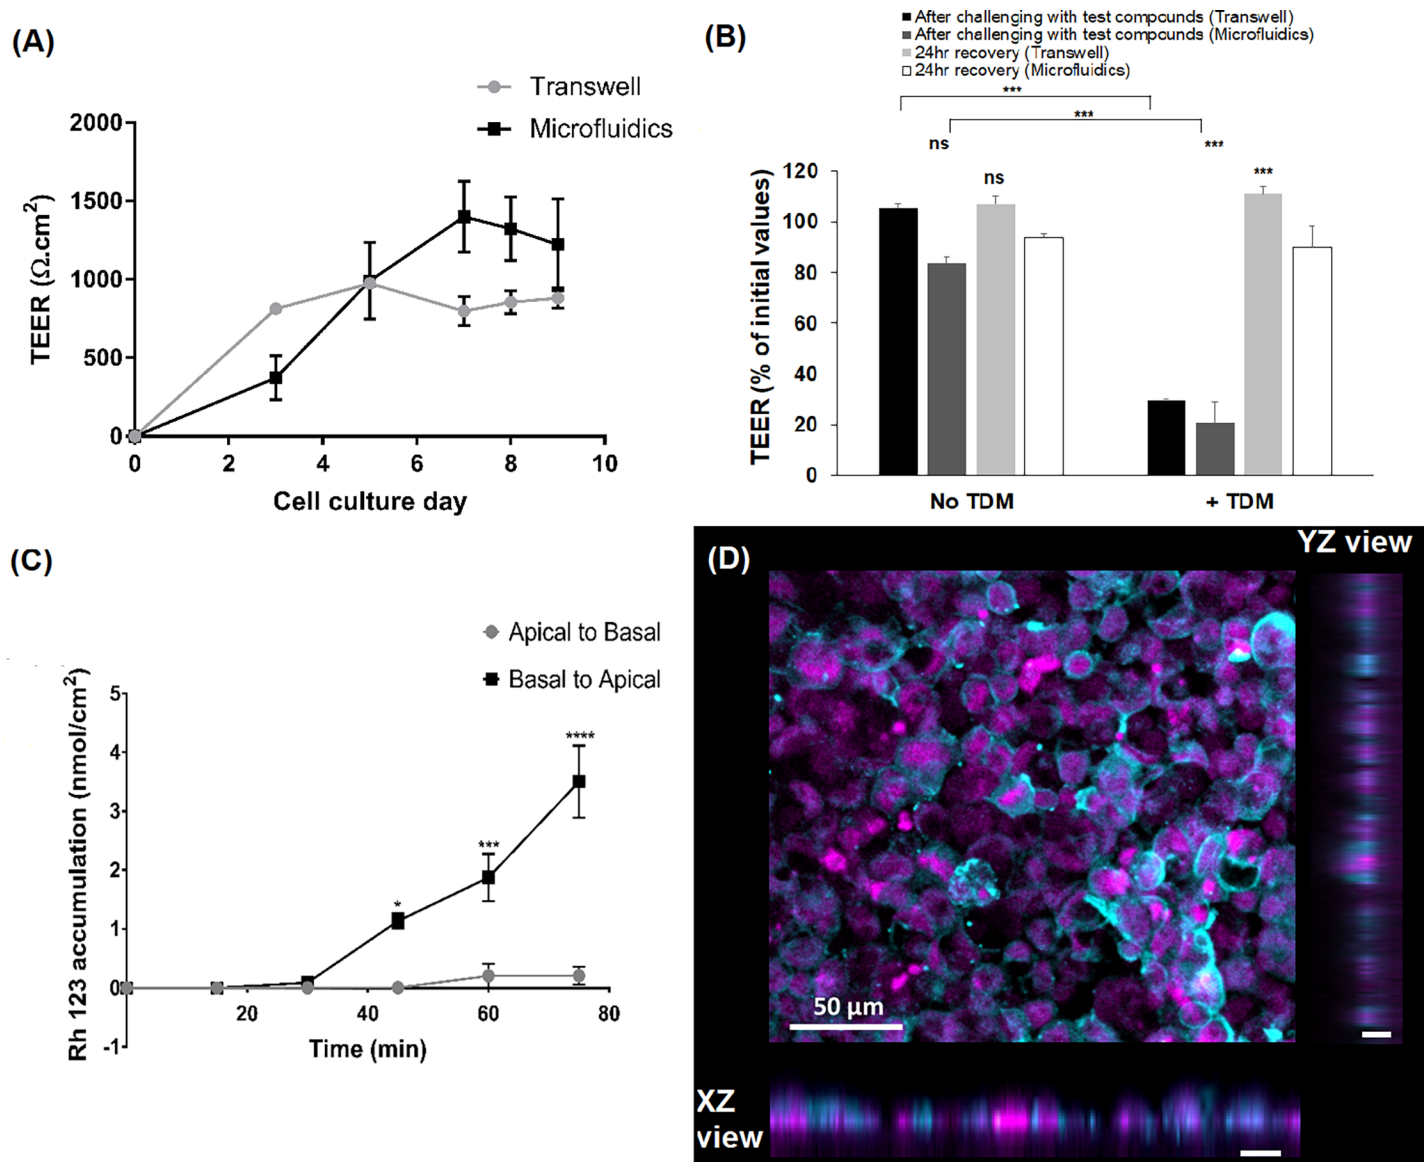 (A)
Transwell
Microfluidics
2000
1500
1000
500
0
TEER (Ω.cm²)
0 2 4 6 8 10
Cell culture day
(B)
After challenging with test compounds (Transwell)
After challenging with test compounds (Microfluidics)
24hr recovery (Transwell)
24hr recovery (Microfluidics)
***
***
ns
***
ns
***
120
100
80
60
40
20
0
TEER (% of initial values)
No TDM + TDM
(C)
Apical to Basal
Basal to Apical
5
4
3
2
1
0
-1
Rh 123 accumulation (nmol/cm²)
****
***
*
20 40 60 80
Time (min)
(D)
YZ view
50 µm
XZ
view